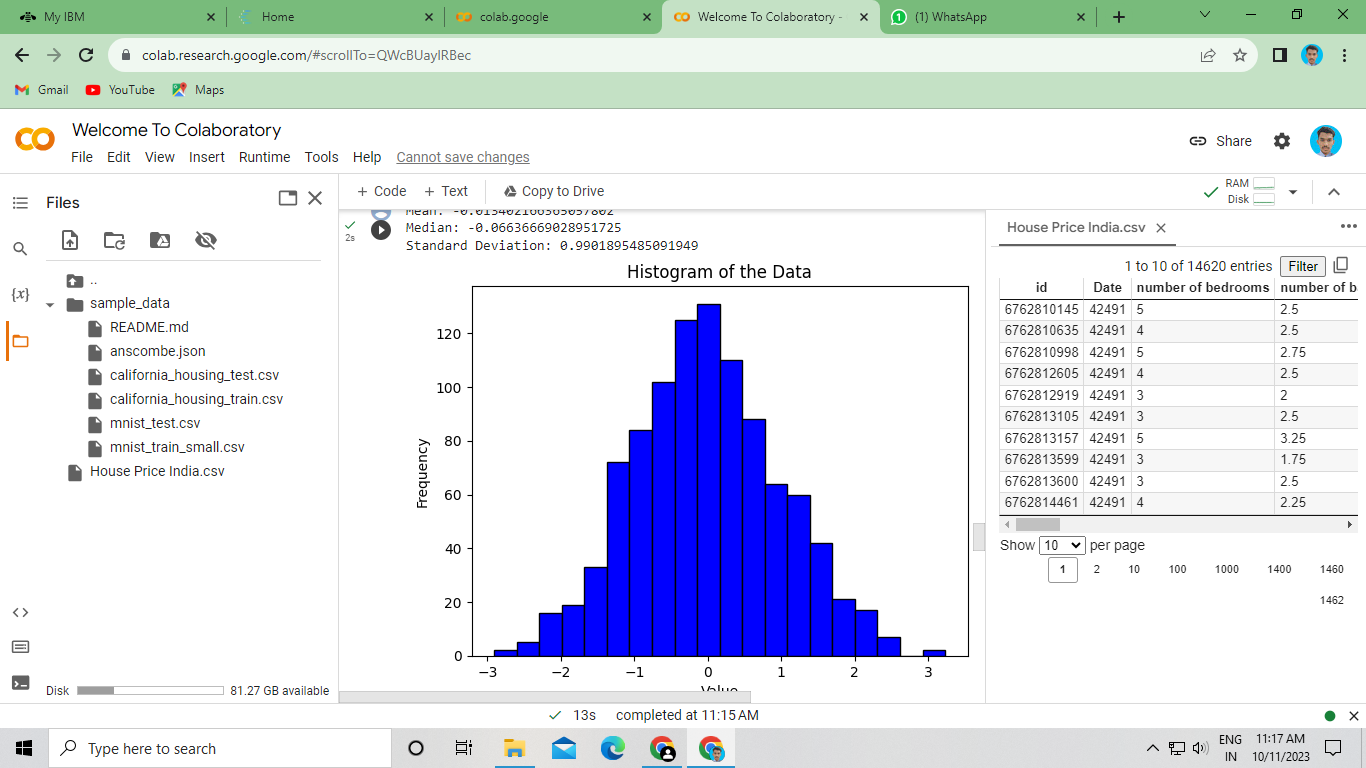 My IBM
Home
colab.google
Welcome To Colaboratory -
(1) WhatsApp
colab.research.google.com/#scrollTo=QWcBUaylRBec
Gmail YouTube Maps
Welcome To Colaboratory
File Edit View Insert Runtime Tools Help Cannot save changes
Share
+ Code + Text Copy to Drive
RAM
Disk
Files
{x}
..
sample_data
README.md
anscombe.json
california_housing_test.csv
california_housing_train.csv
mnist_test.csv
mnist_train_small.csv
House Price India.csv
Disk 81.27 GB available
2s
Mean: -0.013402166565057802
Median: -0.06636669028951725
Standard Deviation: 0.9901895485091949
Histogram of the Data
Frequency
120
100
80
60
40
20
0
−3 −2 −1 0 1 2 3
Value
House Price India.csv
1 to 10 of 14620 entries Filter
id Date number of bedrooms number of ba
6762810145 42491 5 2.5
6762810635 42491 4 2.5
6762810998 42491 5 2.75
6762812605 42491 4 2.5
6762812919 42491 3 2
6762813105 42491 3 2.5
6762813157 42491 5 3.25
6762813599 42491 3 1.75
6762813600 42491 3 2.5
6762814461 42491 4 2.25
Show 10 per page
1 2 10 100 1000 1400 1460
1462
13s completed at 11:15 AM
Type here to search
ENG
IN
11:17 AM
10/11/2023